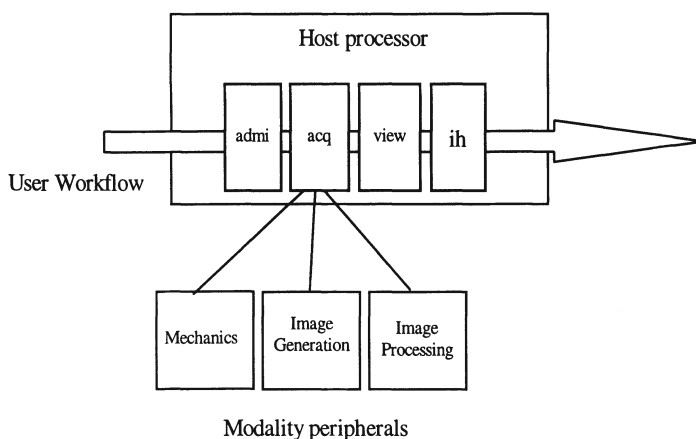 Host processor
admi
acq
view
ih
User Workflow
Mechanics
Image
Generation
Image
Processing
Modality peripherals